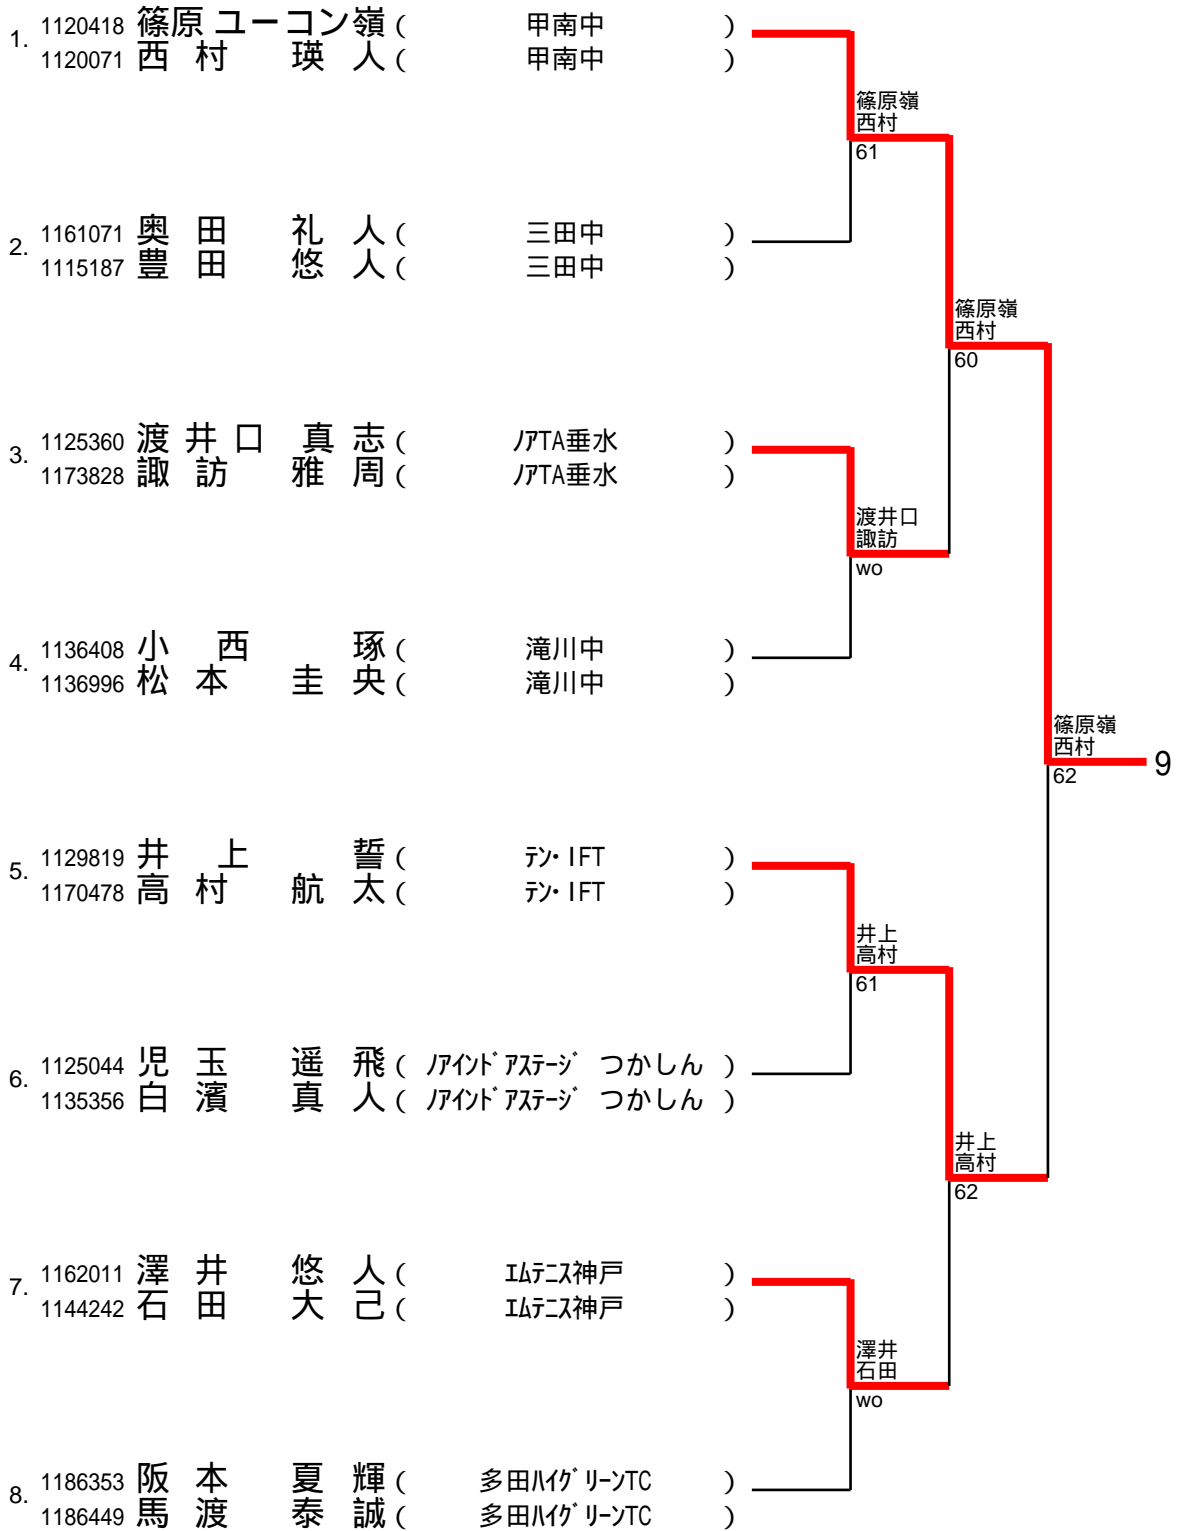 1. 1120418 篠原 ユーコン嶺 ( 甲南中 )
1120071 西村 瑛人 ( 甲南中 )
篠原嶺
西村
61
2. 1161071 奥田 礼人 ( 三田中 )
1115187 豊田 悠人 ( 三田中 )
篠原嶺
西村
60
3. 1125360 渡井口 真志 ( ﾉｱTA垂水 )
1173828 諏訪 雅周 ( ﾉｱTA垂水 )
渡井口
諏訪
wo
4. 1136408 小西 琢 ( 滝川中 )
1136996 松本 圭央 ( 滝川中 )
篠原嶺
西村
62
9
5. 1129819 井上 誓 ( ﾃﾝ･IFT )
1170478 高村 航太 ( ﾃﾝ･IFT )
井上
高村
61
6. 1125044 児玉 遥飛 ( ﾉｱｲﾝﾄﾞｱｽﾃｰｼﾞ つかしん )
1135356 白濱 真人 ( ﾉｱｲﾝﾄﾞｱｽﾃｰｼﾞ つかしん )
井上
高村
62
7. 1162011 澤井 悠人 ( ｴﾑﾃﾆｽ神戸 )
1144242 石田 大己 ( ｴﾑﾃﾆｽ神戸 )
澤井
石田
wo
8. 1186353 阪本 夏輝 ( 多田ﾊｲｸﾞﾘｰﾝTC )
1186449 馬渡 泰誠 ( 多田ﾊｲｸﾞﾘｰﾝTC )